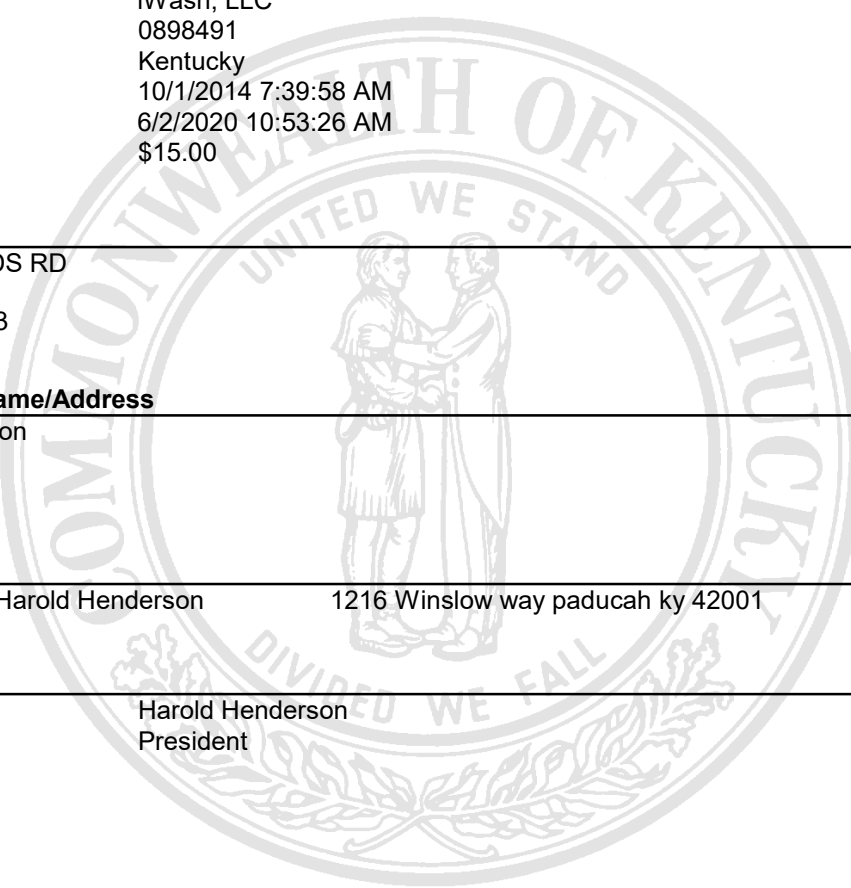 iWash, LLC
0898491
Kentucky
10/1/2014 7:39:58 AM
6/2/2020 10:53:26 AM
$15.00
COMMONWEALTH OF KENTUCKY
UNITED WE STAND
DS RD
3
ame/Address
on
Harold Henderson 1216 Winslow way paducah ky 42001
DIVIDED WE FALL
Harold Henderson
President